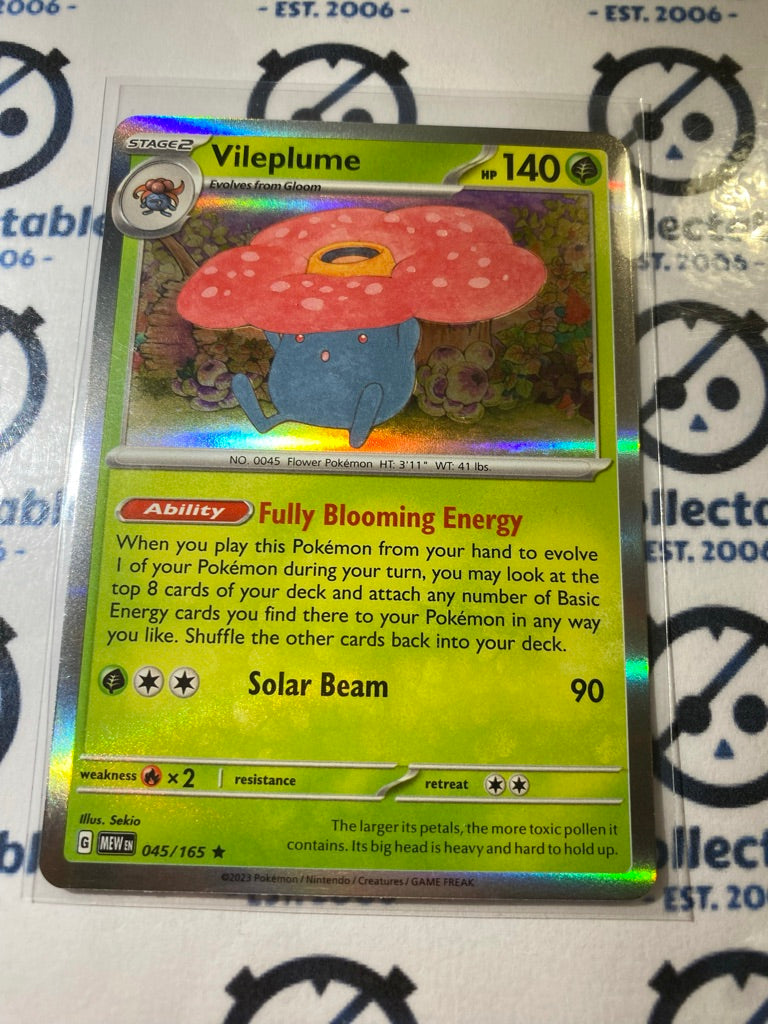 - EST. 2006 -
- EST. 2006 -
STAGE2
Vileplume
HP 140
Evolves from Gloom
NO. 0045 Flower Pokémon HT: 3'11" WT: 41 lbs.
Ability Fully Blooming Energy
When you play this Pokémon from your hand to evolve
1 of your Pokémon during your turn, you may look at the
top 8 cards of your deck and attach any number of Basic
Energy cards you find there to your Pokémon in any way
you like. Shuffle the other cards back into your deck.
Solar Beam 90
weakness ×2 resistance retreat
Illus. Sekio
The larger its petals, the more toxic pollen it
contains. Its big head is heavy and hard to hold up.
G MEW EN 045/165 ★
©2023 Pokémon / Nintendo / Creatures / GAME FREAK